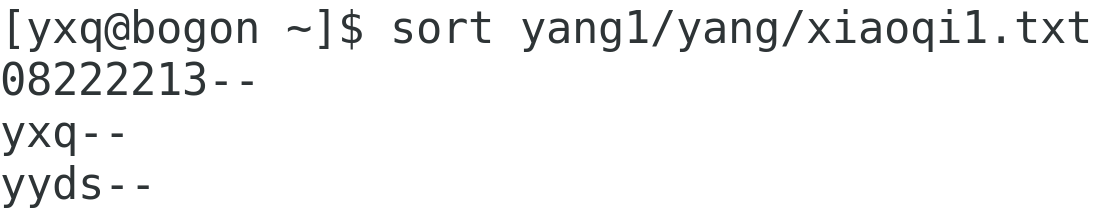 [yxq@bogon ~]$ sort yang1/yang/xiaoqi1.txt
08222213--
yxq--
yyds--